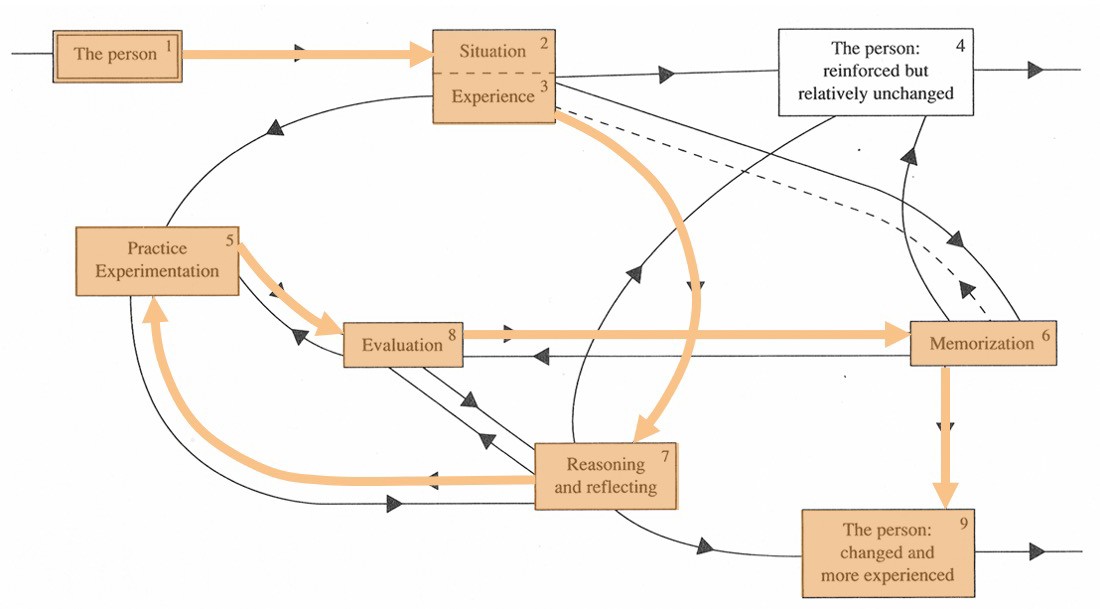 The person 1
Situation 2
Experience 3
The person: 4
reinforced but
relatively unchanged
Practice 5
Experimentation
Evaluation 8
Memorization 6
Reasoning 7
and reflecting
The person: 9
changed and
more experienced